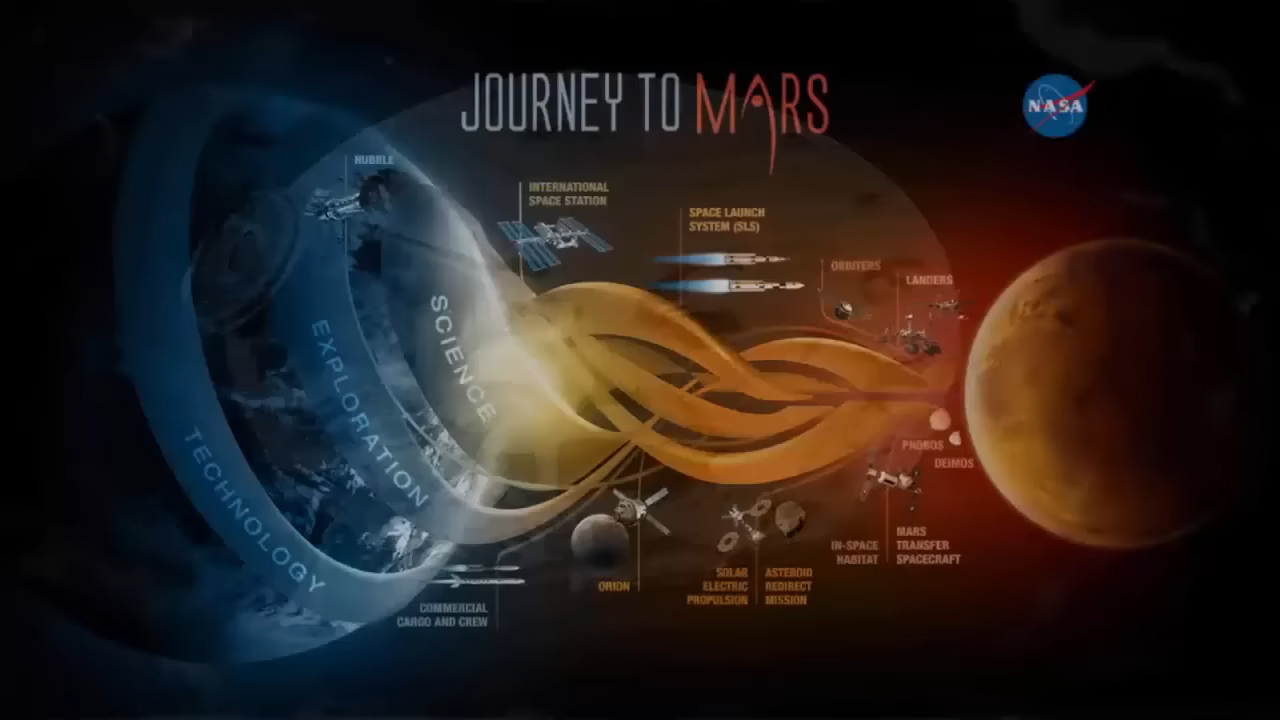 JOURNEY TO MARS
NASA
HUBBLE
INTERNATIONAL
SPACE STATION
SPACE LAUNCH
SYSTEM (SLS)
ORBITERS
LANDERS
SCIENCE
EXPLORATION
TECHNOLOGY
PHOBOS
DEIMOS
COMMERCIAL
CARGO AND CREW
ORION
SOLAR
ELECTRIC
PROPULSION
ASTEROID
REDIRECT
MISSION
IN-SPACE
HABITAT
MARS
TRANSFER
SPACECRAFT